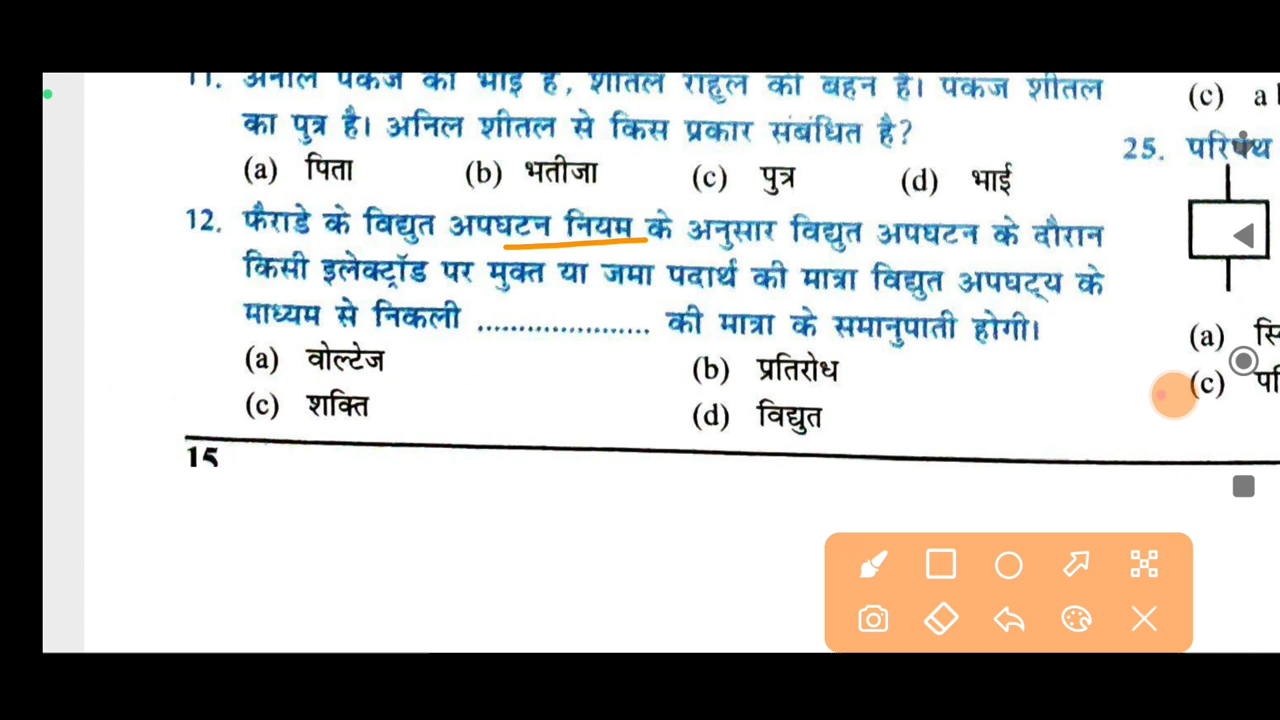 11. अनिल पंकज का भाई है, शीतल राहुल की बहन है। पंकज शीतल
का पुत्र है। अनिल शीतल से किस प्रकार संबंधित है?
(a) पिता (b) भतीजा (c) पुत्र (d) भाई
12. फैराडे के विद्युत अपघटन नियम के अनुसार विद्युत अपघटन के दौरान
किसी इलेक्ट्रॉड पर मुक्त या जमा पदार्थ की मात्रा विद्युत अपघट्य के
माध्यम से निकली ..................... की मात्रा के समानुपाती होगी।
(a) वोल्टेज (b) प्रतिरोध
(c) शक्ति (d) विद्युत
15
(c) a
25. परिपथ
(a)
(c)